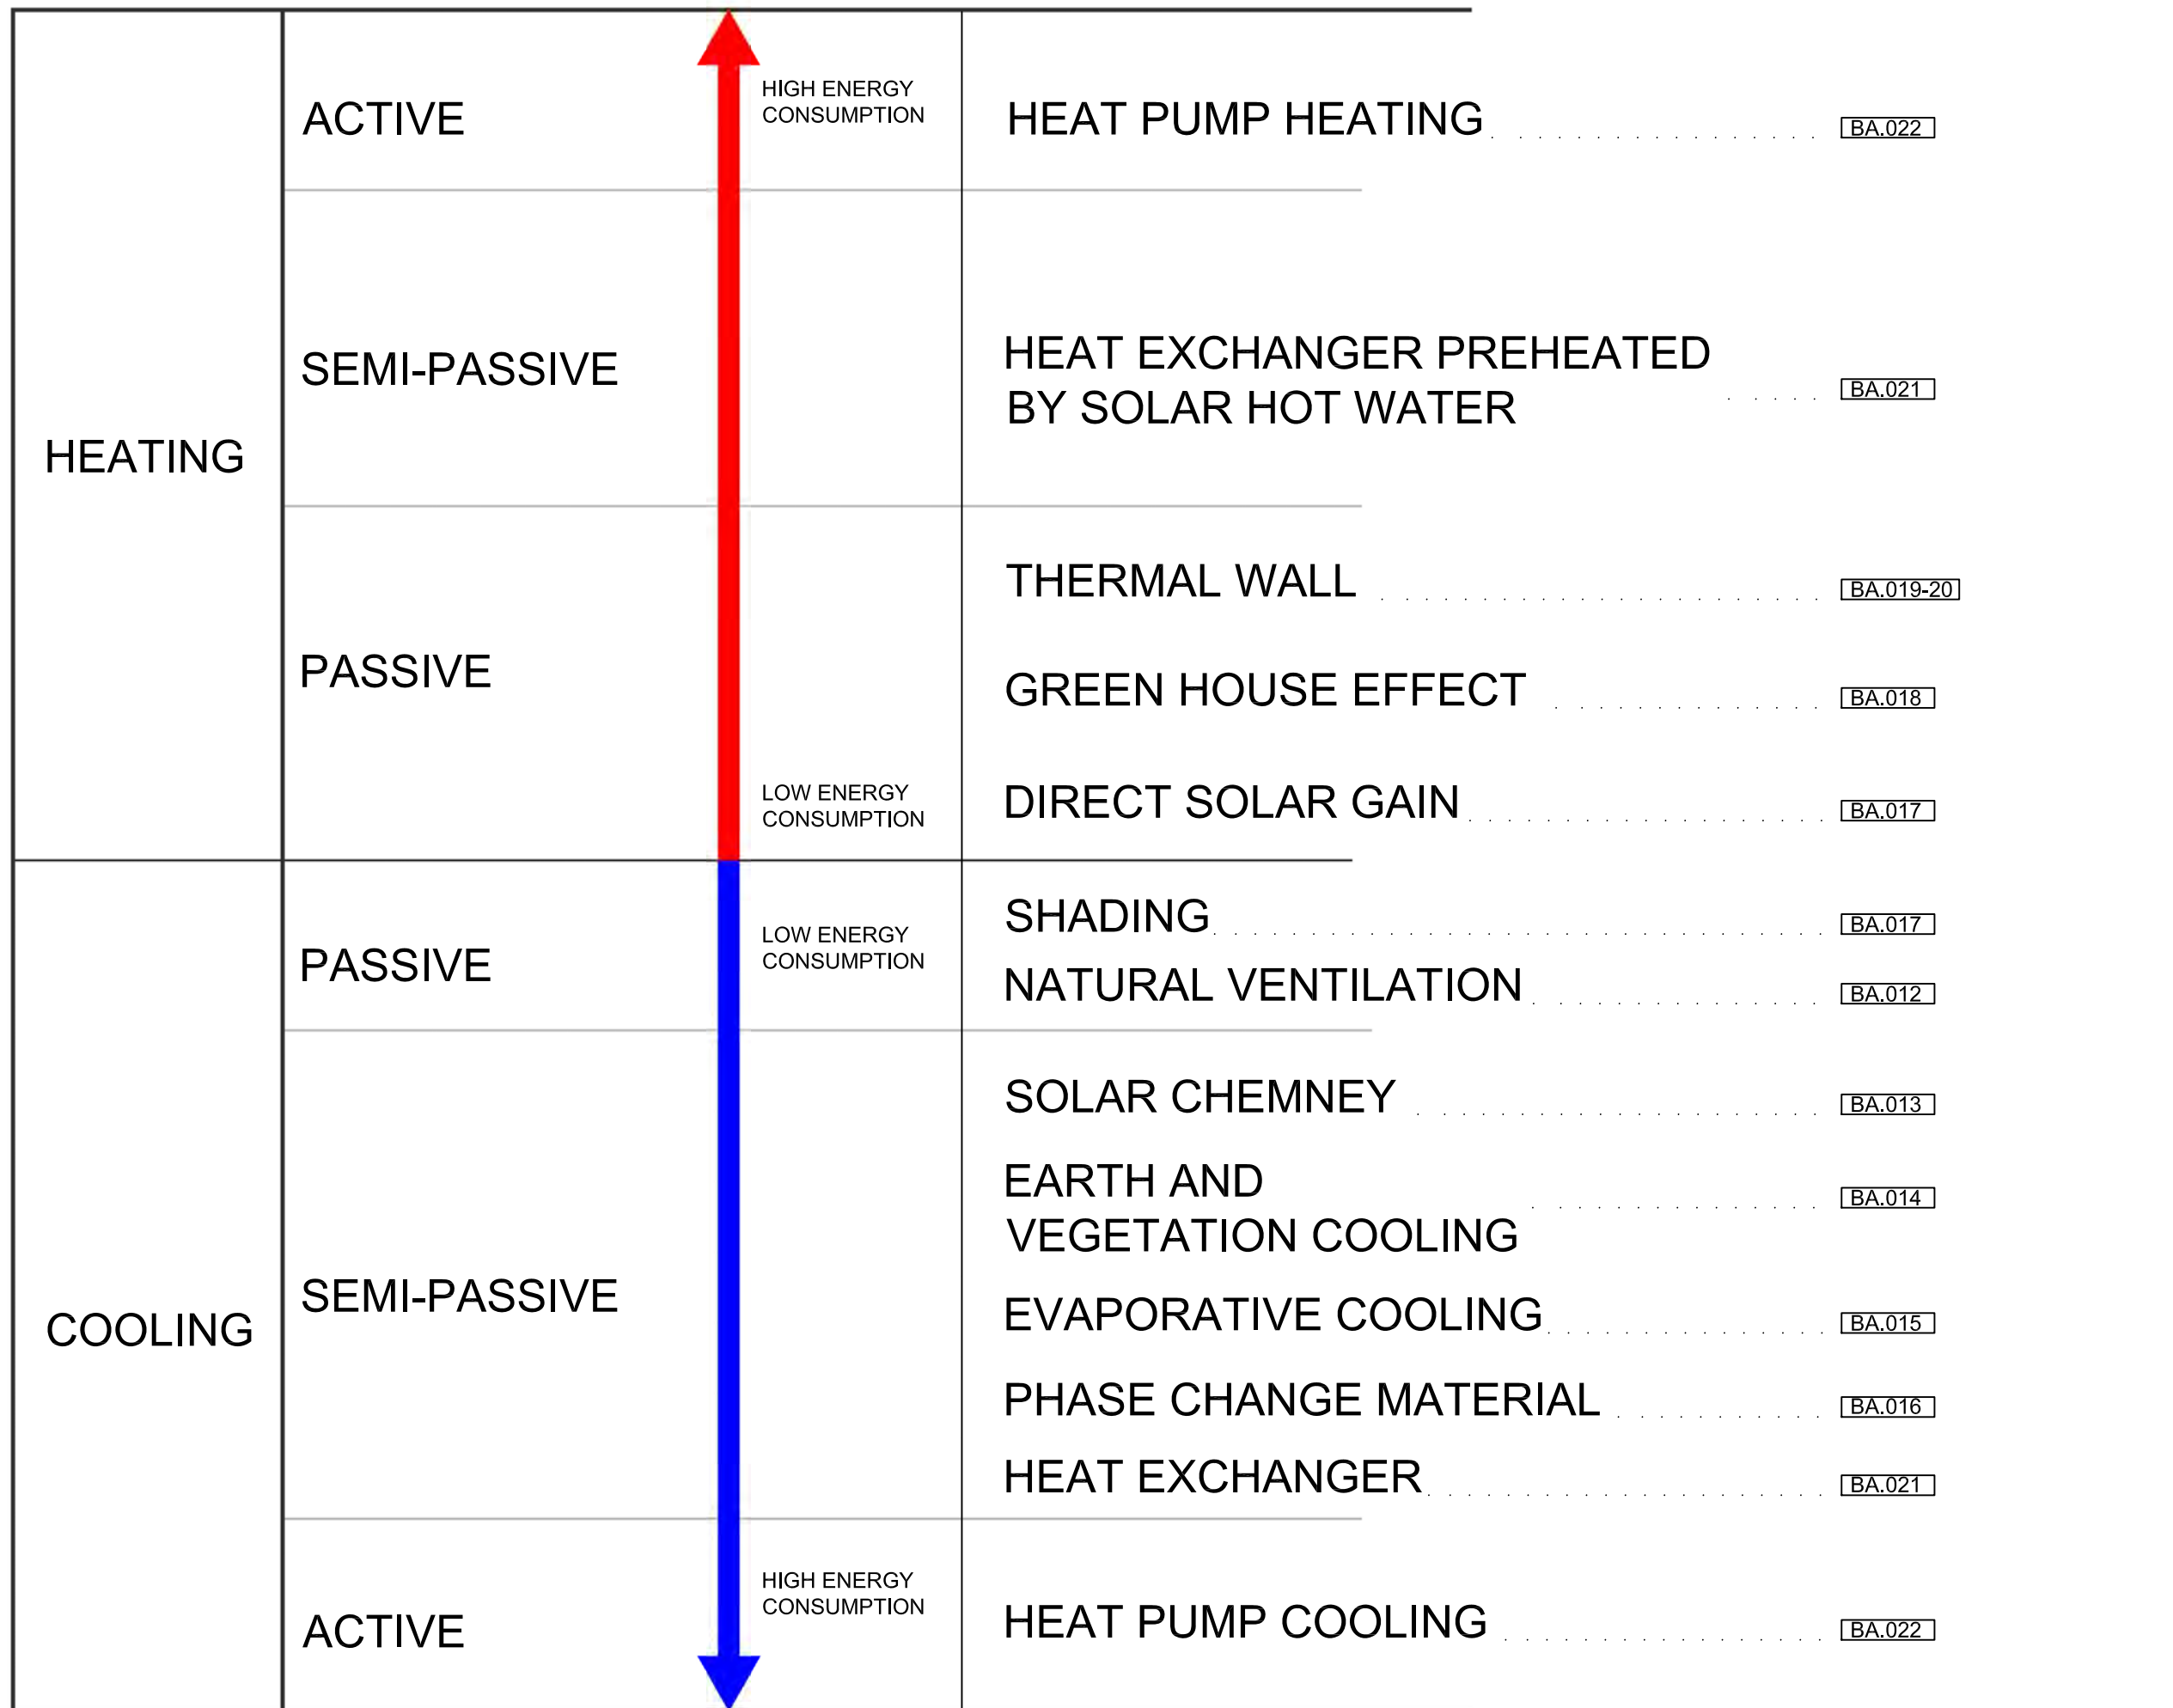 HIGH ENERGY
CONSUMPTION
ACTIVE
HEAT PUMP HEATING
BA.022
HEATING
SEMI-PASSIVE
HEAT EXCHANGER PREHEATED
BY SOLAR HOT WATER
BA.021
PASSIVE
THERMAL WALL
BA.019-20
GREEN HOUSE EFFECT
BA.018
LOW ENERGY
CONSUMPTION
DIRECT SOLAR GAIN
BA.017
COOLING
PASSIVE
LOW ENERGY
CONSUMPTION
SHADING
BA.017
NATURAL VENTILATION
BA.012
SEMI-PASSIVE
SOLAR CHEMNEY
BA.013
EARTH AND
VEGETATION COOLING
BA.014
EVAPORATIVE COOLING
BA.015
PHASE CHANGE MATERIAL
BA.016
HEAT EXCHANGER
BA.021
ACTIVE
HIGH ENERGY
CONSUMPTION
HEAT PUMP COOLING
BA.022